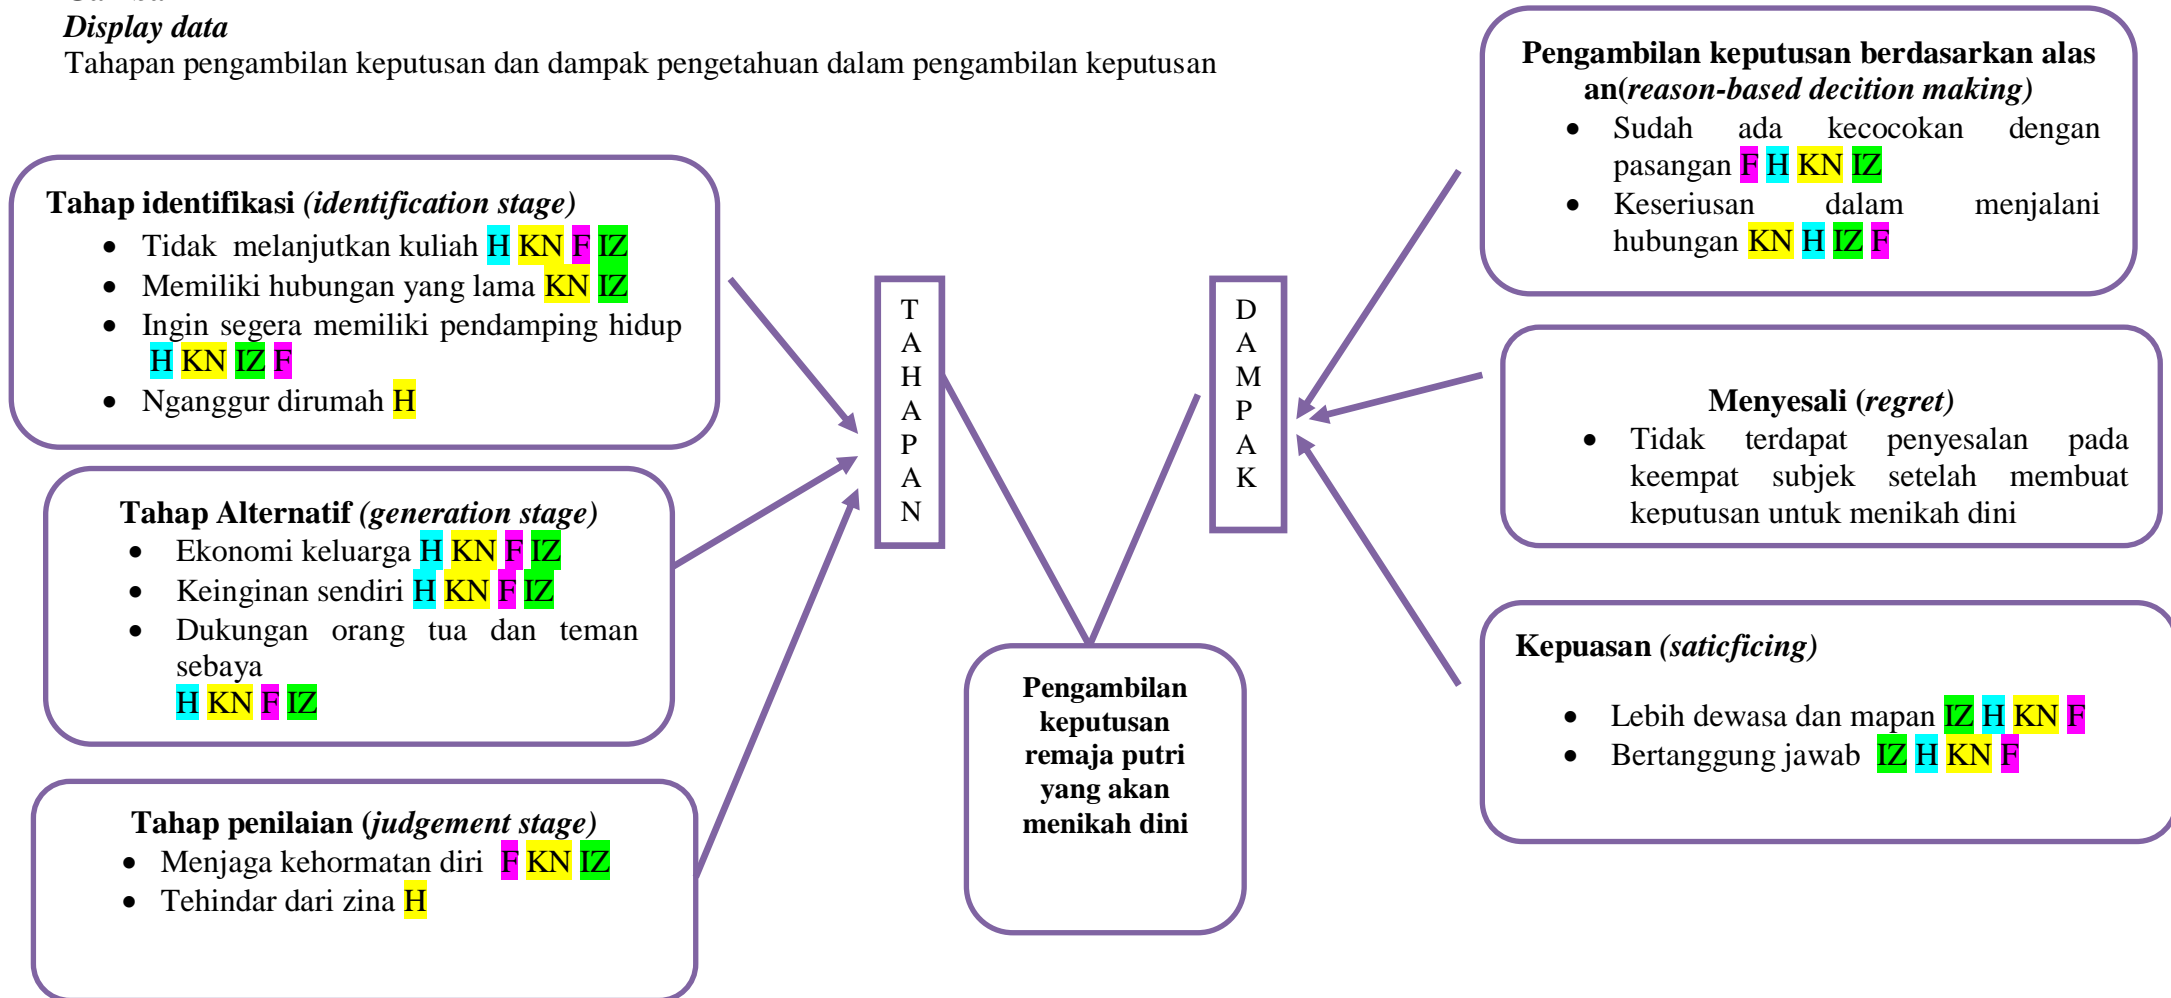 Display data
Tahapan pengambilan keputusan dan dampak pengetahuan dalam pengambilan keputusan
Tahap identifikasi (identification stage)
• Tidak melanjutkan kuliah H KN F IZ
• Memiliki hubungan yang lama KN IZ
• Ingin segera memiliki pendamping hidup
H KN IZ F
• Nganggur dirumah H
Tahap Alternatif (generation stage)
• Ekonomi keluarga H KN F IZ
• Keinginan sendiri H KN F IZ
• Dukungan orang tua dan teman
sebaya
H KN F IZ
Tahap penilaian (judgement stage)
• Menjaga kehormatan diri F KN IZ
• Tehindar dari zina H
T
A
H
A
P
A
N
Pengambilan
keputusan
remaja putri
yang akan
menikah dini
D
A
M
P
A
K
Pengambilan keputusan berdasarkan alas
an(reason-based decition making)
• Sudah ada kecocokan dengan
pasangan F H KN IZ
• Keseriusan dalam menjalani
hubungan KN H IZ F
Menyesali (regret)
• Tidak terdapat penyesalan pada
keempat subjek setelah membuat
keputusan untuk menikah dini
Kepuasan (saticficing)
• Lebih dewasa dan mapan IZ H KN F
• Bertanggung jawab IZ H KN F